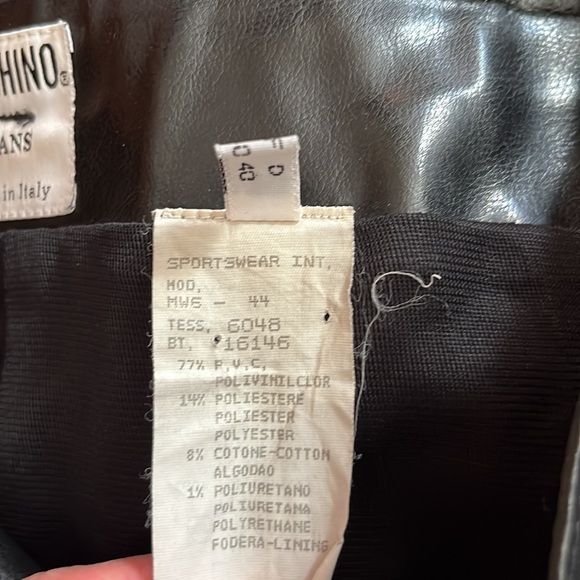 HINO®
ANS
in Italy
D
40
SPORTSWEAR INT.
MOD.
MW6 - 44
TESS. 6048
BT. 16146
77% P.V.C.
POLIVINILCLOR
14% POLIESTERE
POLIESTER
POLYESTER
8% COTONE-COTTON
ALGODAO
1% POLIURETANO
POLIURETAMA
POLYRETHANE
FODERA-LINING